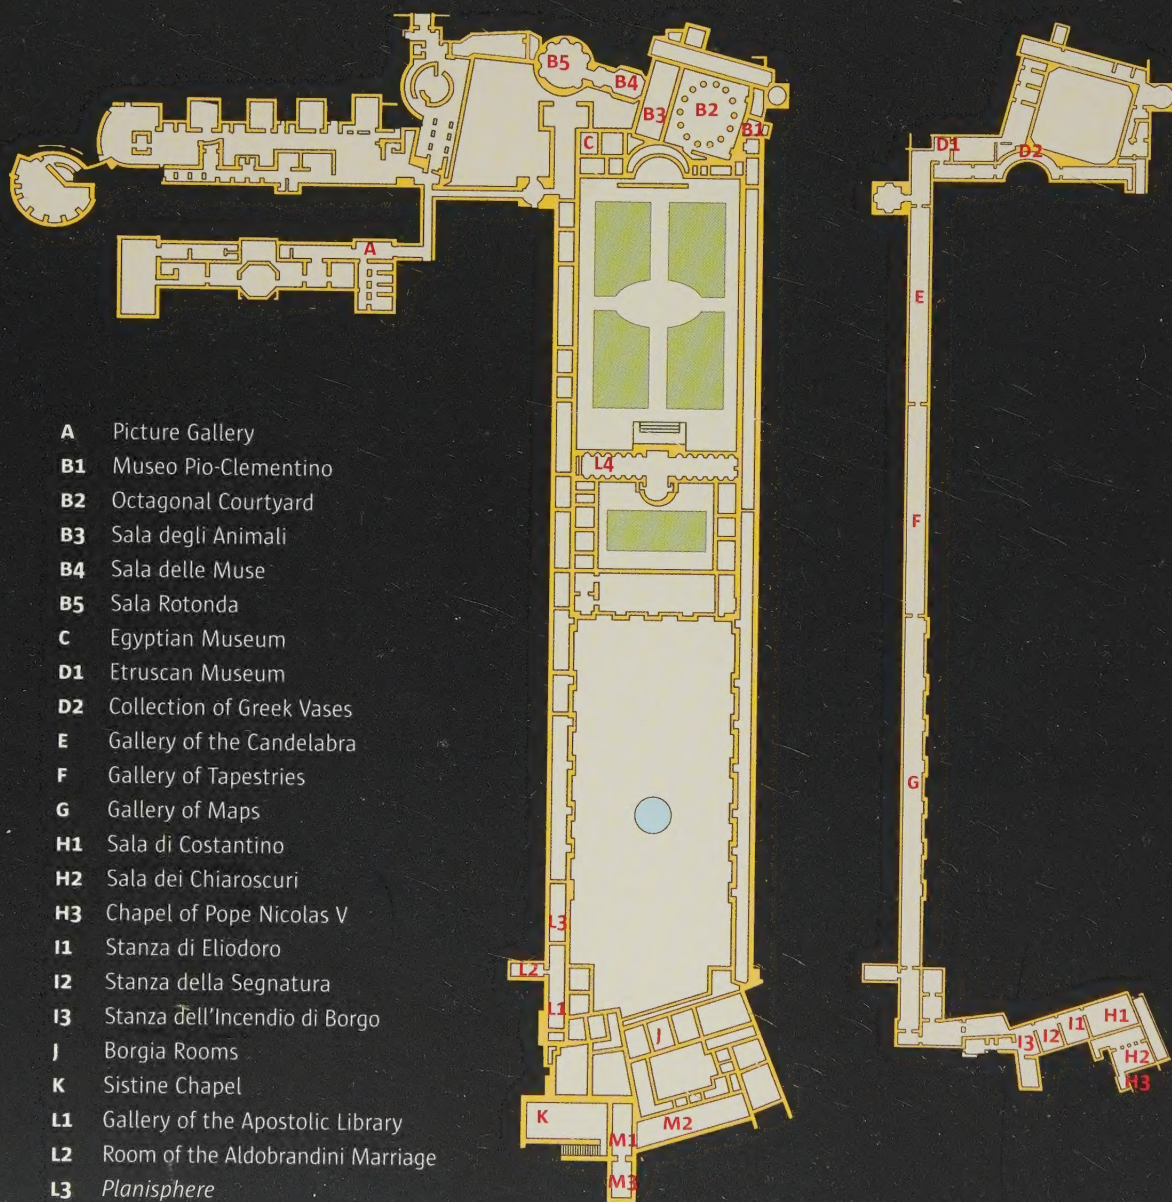 B5
B4
B3
B2
B1
C
A
L4
L3
L2
L1
J
K
M1
M2
M3
D1
D2
E
F
G
I3
I2
I1
H1
H2
H3
A Picture Gallery
B1 Museo Pio-Clementino
B2 Octagonal Courtyard
B3 Sala degli Animali
B4 Sala delle Muse
B5 Sala Rotonda
C Egyptian Museum
D1 Etruscan Museum
D2 Collection of Greek Vases
E Gallery of the Candelabra
F Gallery of Tapestries
G Gallery of Maps
H1 Sala di Costantino
H2 Sala dei Chiaroscuri
H3 Chapel of Pope Nicolas V
I1 Stanza di Eliodoro
I2 Stanza della Segnatura
I3 Stanza dell'Incendio di Borgo
J Borgia Rooms
K Sistine Chapel
L1 Gallery of the Apostolic Library
L2 Room of the Aldobrandini Marriage
L3 Planisphere